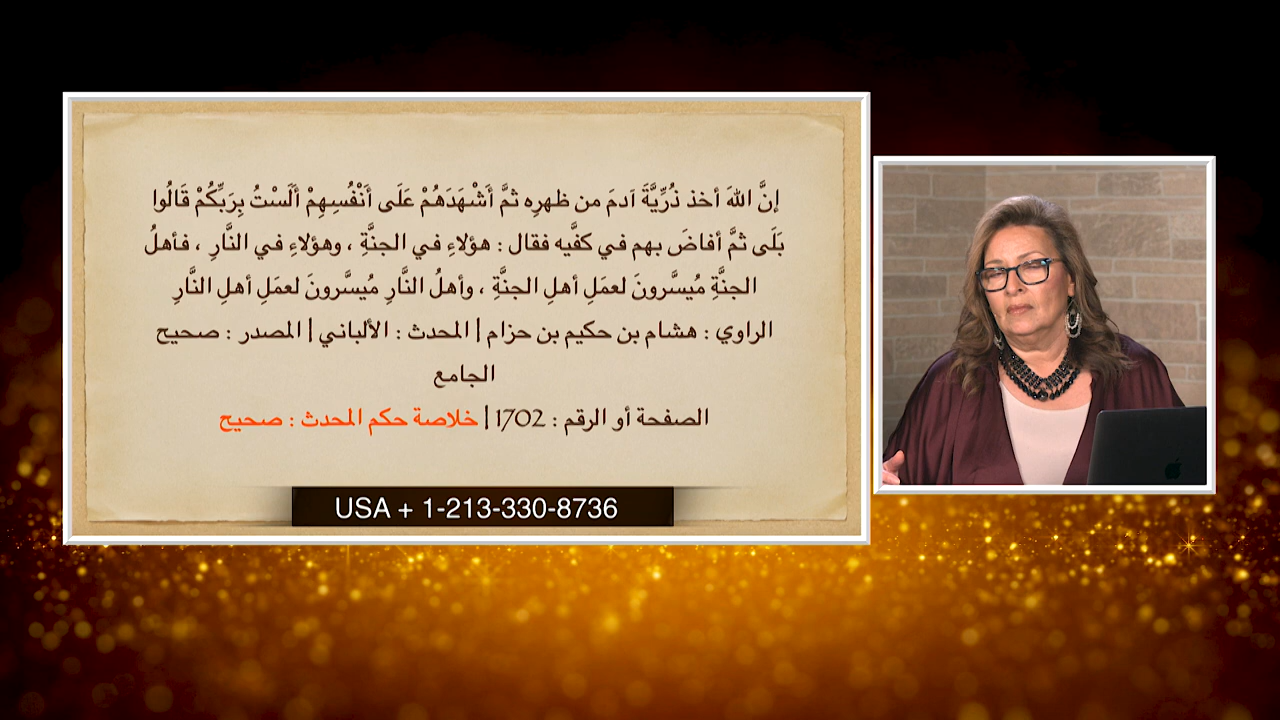 إنَّ اللهَ أخذ ذُرِّيَّةَ آدمَ من ظهرِه ثمَّ أَشْهَدَهُمْ عَلَى أَنْفُسِهِمْ أَلَسْتُ بِرَبِّكُمْ قَالُوا
بَلَى ثمَّ أفاضَ بهم في كفَّيه فقال : هؤلاءِ في الجنَّةِ ، وهؤلاءِ في النَّارِ ، فأهلُ
الجنَّةِ مُيسَّرونَ لعمَلِ أهلِ الجنَّةِ ، وأهلُ النَّارِ مُيسَّرونَ لعمَلِ أهلِ النَّارِ
الراوي : هشام بن حكيم بن حزام | المحدث : الألباني | المصدر : صحيح
الجامع
الصفحة أو الرقم : 1702 | خلاصة حكم المحدث : صحيح
USA + 1-213-330-8736